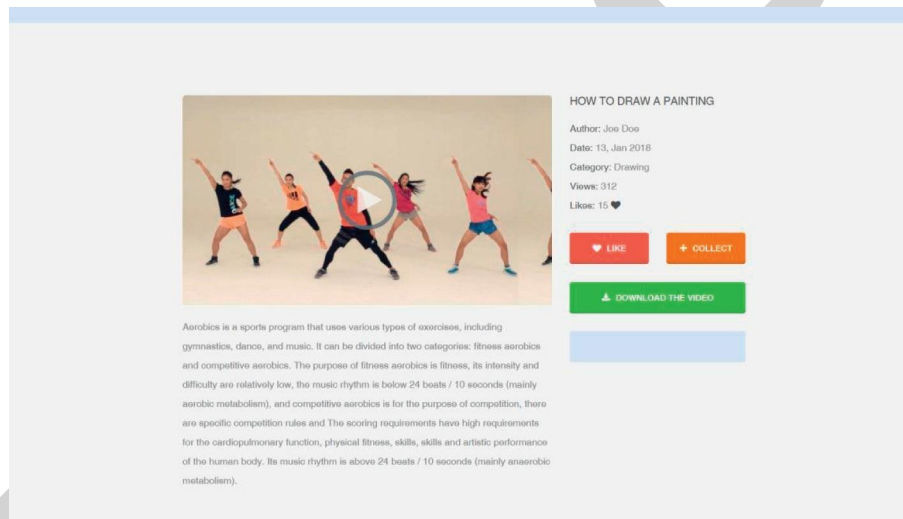 HOW TO DRAW A PAINTING
Author: Joe Doe
Date: 13, Jan 2018
Category: Drawing
Views: 312
Likes: 15
LIKE
COLLECT
DOWNLOAD THE VIDEO
Aerobics is a sports program that uses various types of exercises, including
gymnastics, dance, and music. It can be divided into two categories: fitness aerobics
and competitive aerobics. The purpose of fitness aerobics is fitness, its intensity and
difficulty are relatively low, the music rhythm is below 24 beats / 10 seconds (mainly
aerobic metabolism), and competitive aerobics is for the purpose of competition, there
are specific competition rules and The scoring requirements have high requirements
for the cardiopulmonary function, physical fitness, skills, skills and artistic performance
of the human body. Its music rhythm is above 24 beats / 10 seconds (mainly anaerobic
metabolism).